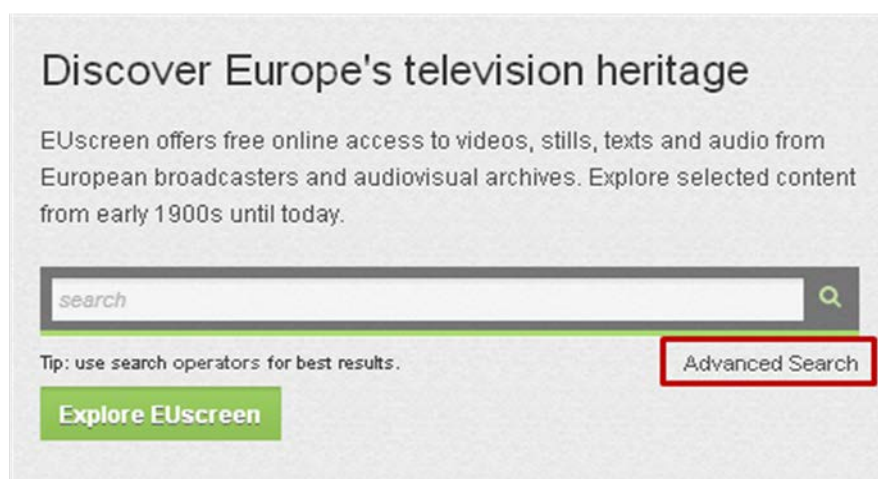 Discover Europe's television heritage
EUscreen offers free online access to videos, stills, texts and audio from
European broadcasters and audiovisual archives. Explore selected content
from early 1900s until today.
search
Tip: use search operators for best results.
Advanced Search
Explore EUscreen